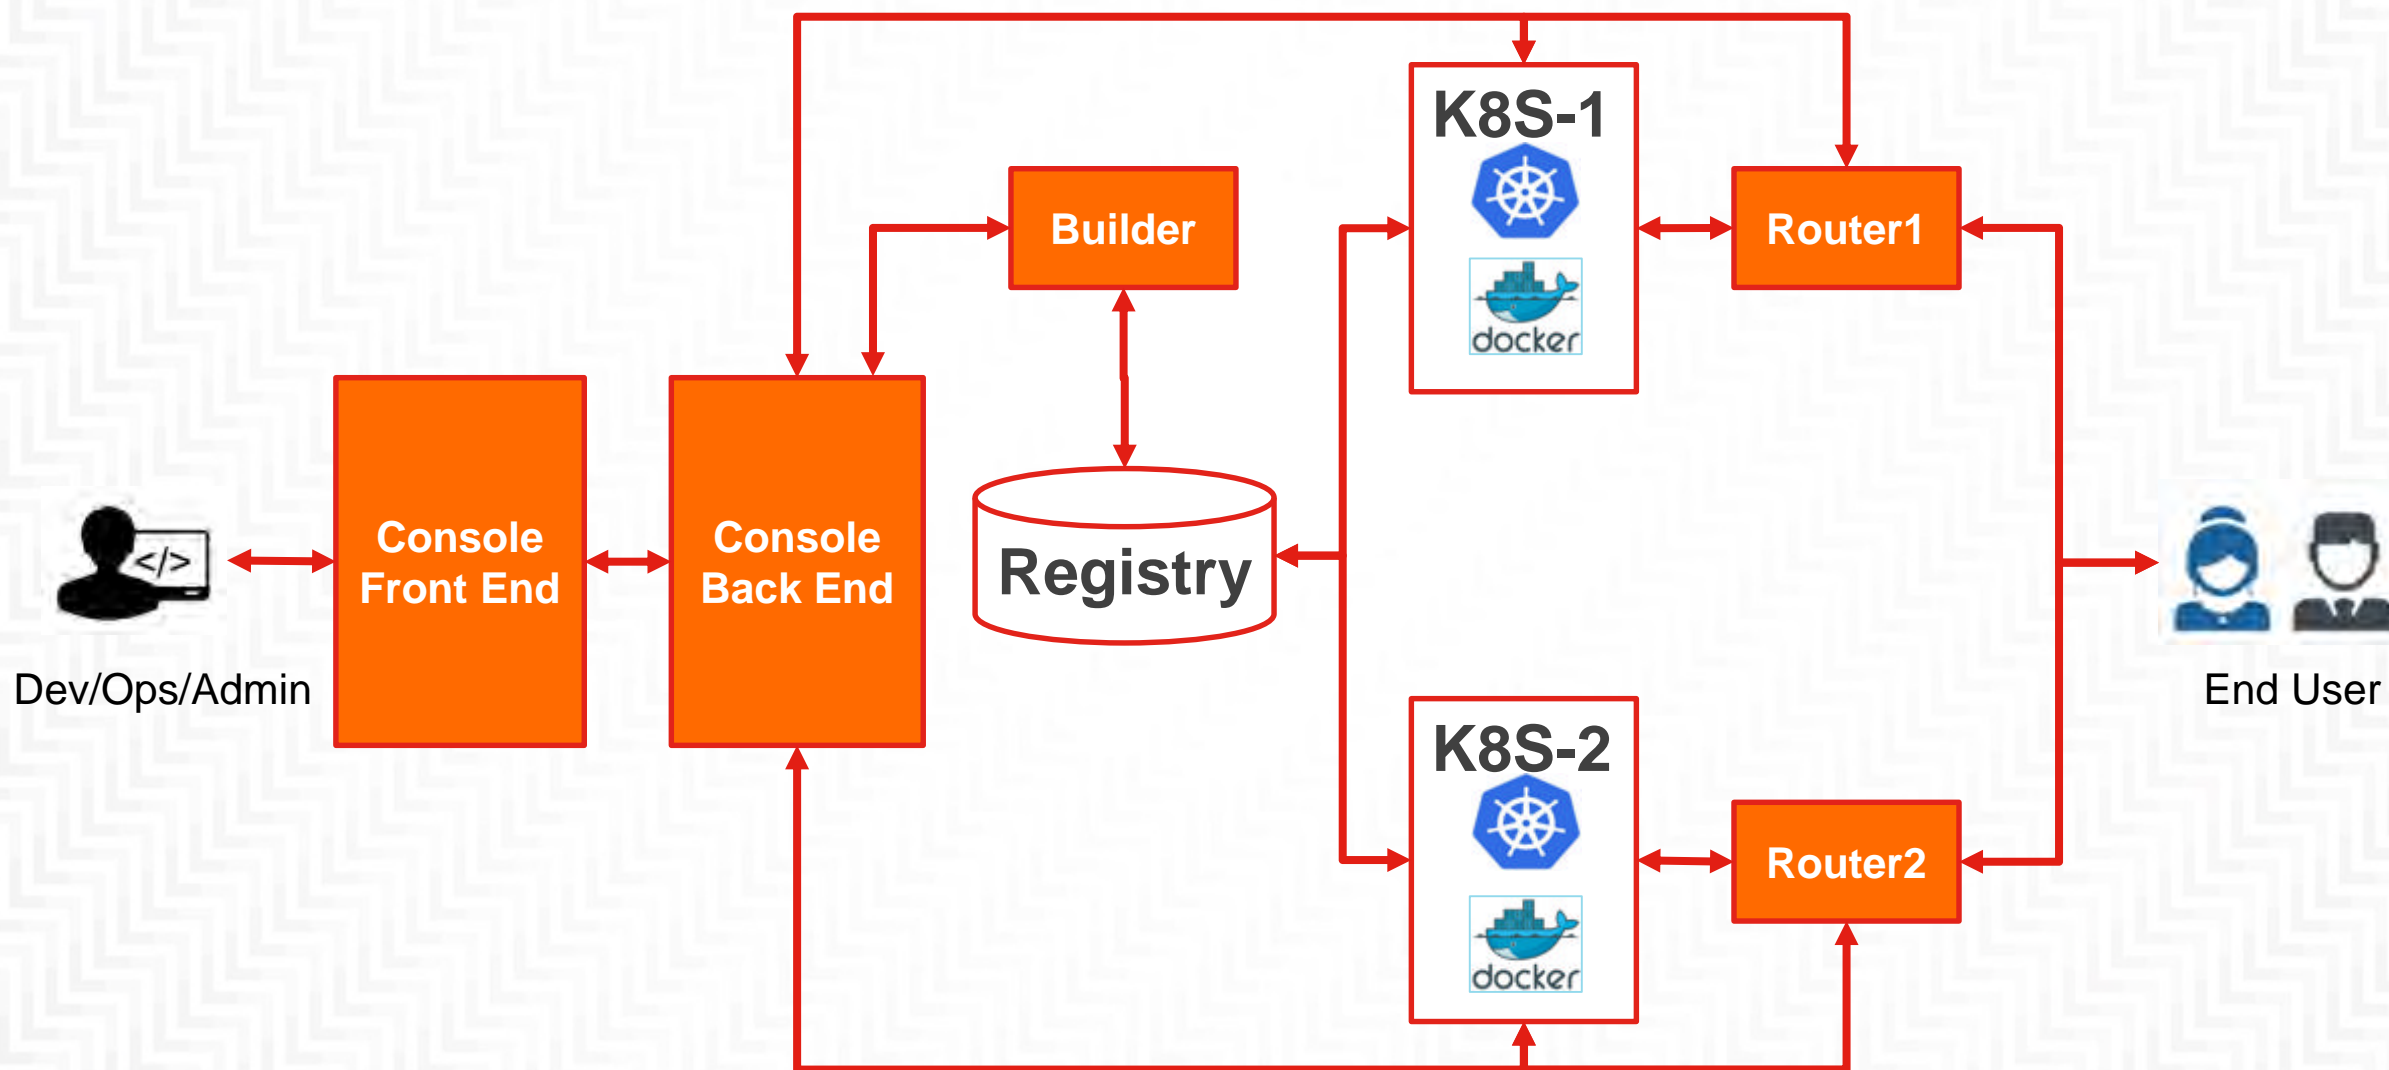 K8S-1
docker
Builder
Router1
Console
Front End
Console
Back End
Registry
</>
Dev/Ops/Admin
End User
K8S-2
docker
Router2